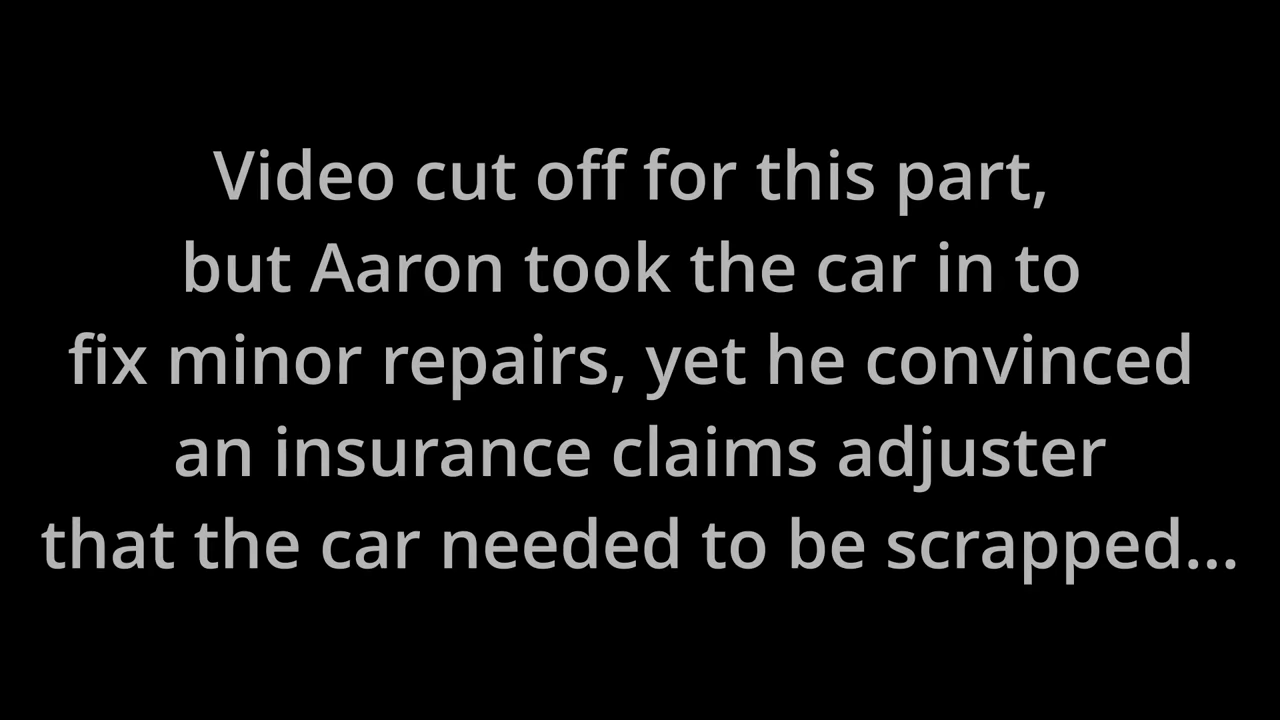 Video cut off for this part,
but Aaron took the car in to
fix minor repairs, yet he convinced
an insurance claims adjuster
that the car needed to be scrapped...